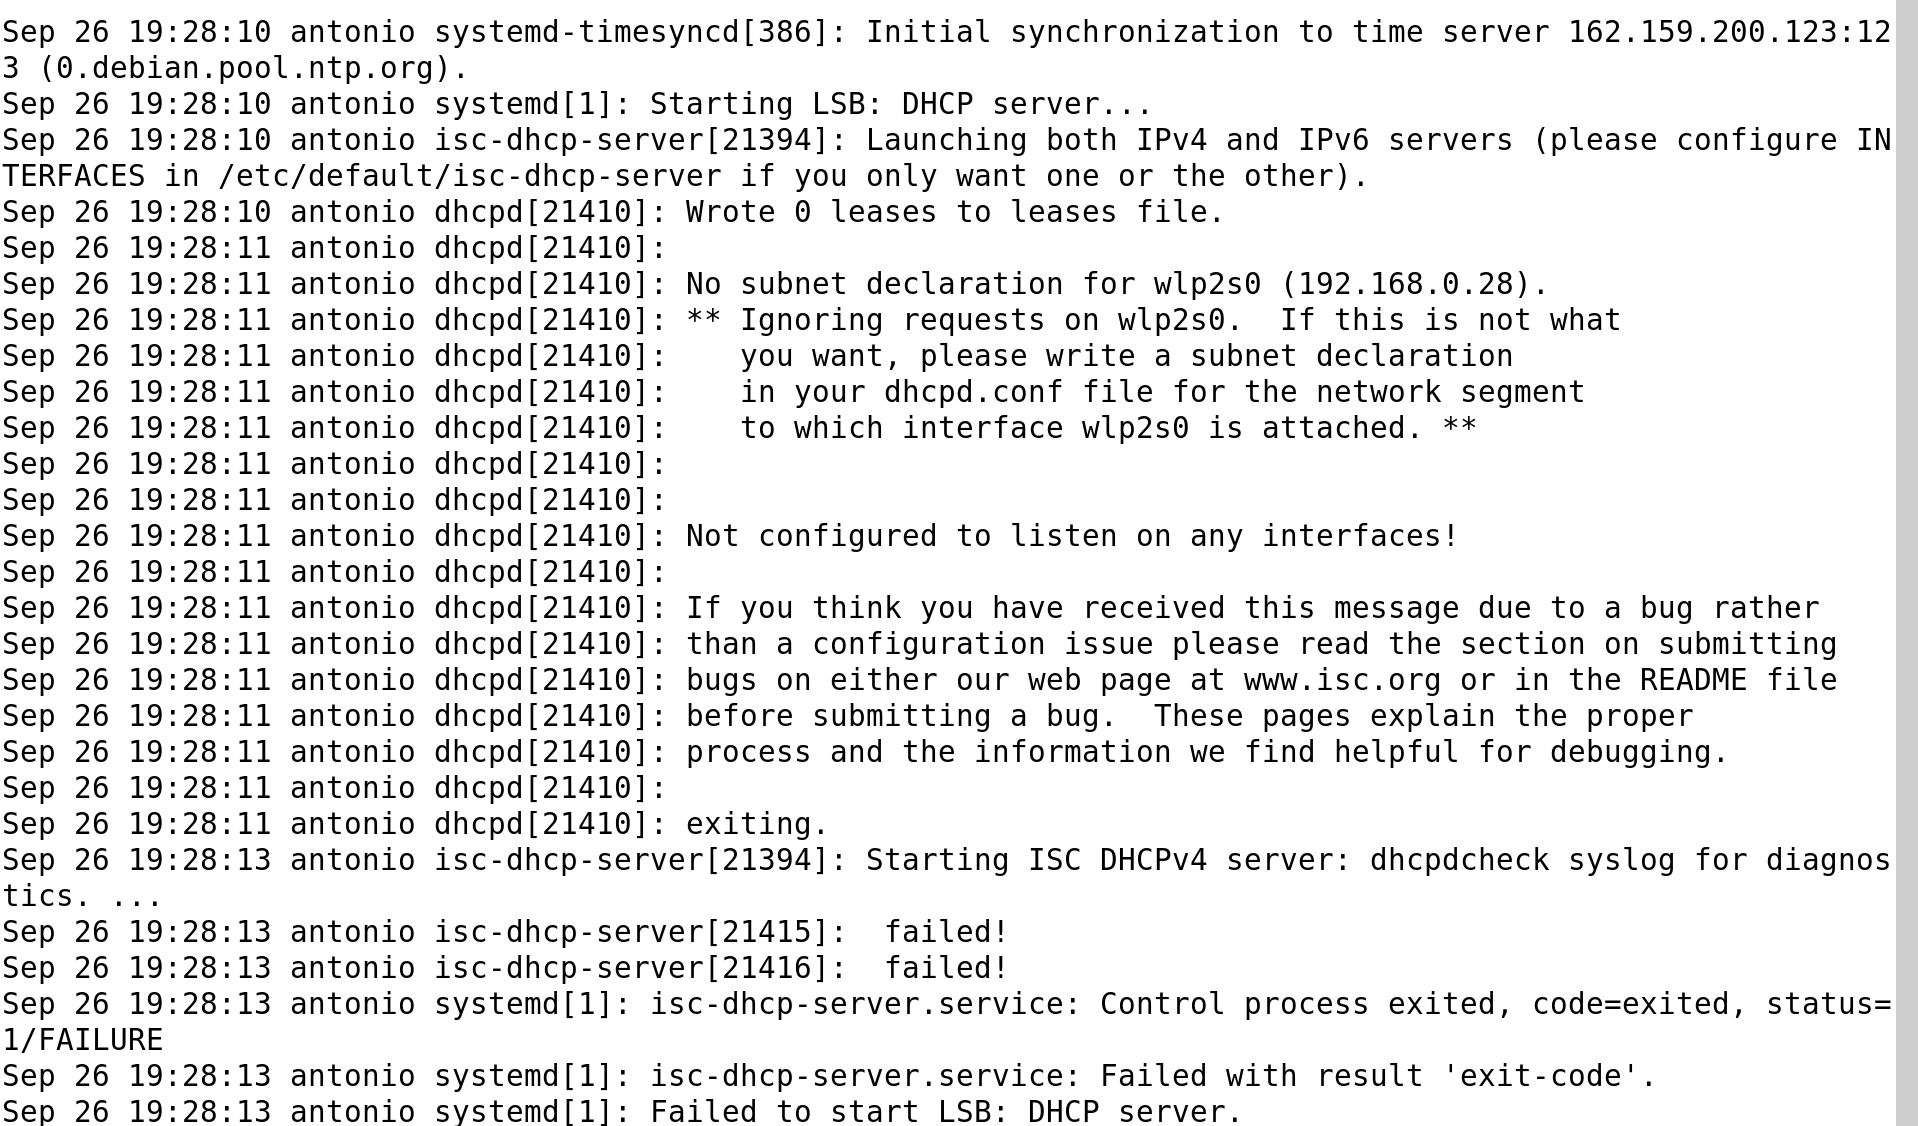 Sep 26 19:28:10 antonio systemd-timesyncd[386]: Initial synchronization to time server 162.159.200.123:12
3 (0.debian.pool.ntp.org).
Sep 26 19:28:10 antonio systemd[1]: Starting LSB: DHCP server...
Sep 26 19:28:10 antonio isc-dhcp-server[21394]: Launching both IPv4 and IPv6 servers (please configure IN
TERFACES in /etc/default/isc-dhcp-server if you only want one or the other).
Sep 26 19:28:10 antonio dhcpd[21410]: Wrote 0 leases to leases file.
Sep 26 19:28:11 antonio dhcpd[21410]:
Sep 26 19:28:11 antonio dhcpd[21410]: No subnet declaration for wlp2s0 (192.168.0.28).
Sep 26 19:28:11 antonio dhcpd[21410]: ** Ignoring requests on wlp2s0.  If this is not what
Sep 26 19:28:11 antonio dhcpd[21410]:    you want, please write a subnet declaration
Sep 26 19:28:11 antonio dhcpd[21410]:    in your dhcpd.conf file for the network segment
Sep 26 19:28:11 antonio dhcpd[21410]:    to which interface wlp2s0 is attached. **
Sep 26 19:28:11 antonio dhcpd[21410]:
Sep 26 19:28:11 antonio dhcpd[21410]:
Sep 26 19:28:11 antonio dhcpd[21410]: Not configured to listen on any interfaces!
Sep 26 19:28:11 antonio dhcpd[21410]:
Sep 26 19:28:11 antonio dhcpd[21410]: If you think you have received this message due to a bug rather
Sep 26 19:28:11 antonio dhcpd[21410]: than a configuration issue please read the section on submitting
Sep 26 19:28:11 antonio dhcpd[21410]: bugs on either our web page at www.isc.org or in the README file
Sep 26 19:28:11 antonio dhcpd[21410]: before submitting a bug.  These pages explain the proper
Sep 26 19:28:11 antonio dhcpd[21410]: process and the information we find helpful for debugging.
Sep 26 19:28:11 antonio dhcpd[21410]:
Sep 26 19:28:11 antonio dhcpd[21410]: exiting.
Sep 26 19:28:13 antonio isc-dhcp-server[21394]: Starting ISC DHCPv4 server: dhcpdcheck syslog for diagnos
tics. ...
Sep 26 19:28:13 antonio isc-dhcp-server[21415]:  failed!
Sep 26 19:28:13 antonio isc-dhcp-server[21416]:  failed!
Sep 26 19:28:13 antonio systemd[1]: isc-dhcp-server.service: Control process exited, code=exited, status=
1/FAILURE
Sep 26 19:28:13 antonio systemd[1]: isc-dhcp-server.service: Failed with result 'exit-code'.
Sep 26 19:28:13 antonio systemd[1]: Failed to start LSB: DHCP server.